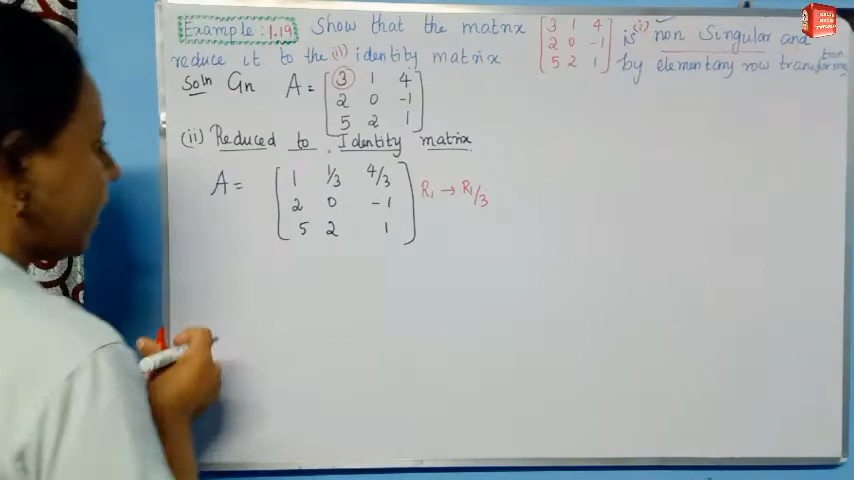 Example: 1.19 Show that the matrix [3 1 4 is (i) non Singular and
2 0 -1
5 2 1] by elementary row transform
reduce it to the (ii) identity matrix
Soln Gn A = [3 1 4
2 0 -1
5 2 1]
(ii) Reduced to Identity matrix
A = [1 1/3 4/3
2 0 -1
5 2 1] R1 → R1/3